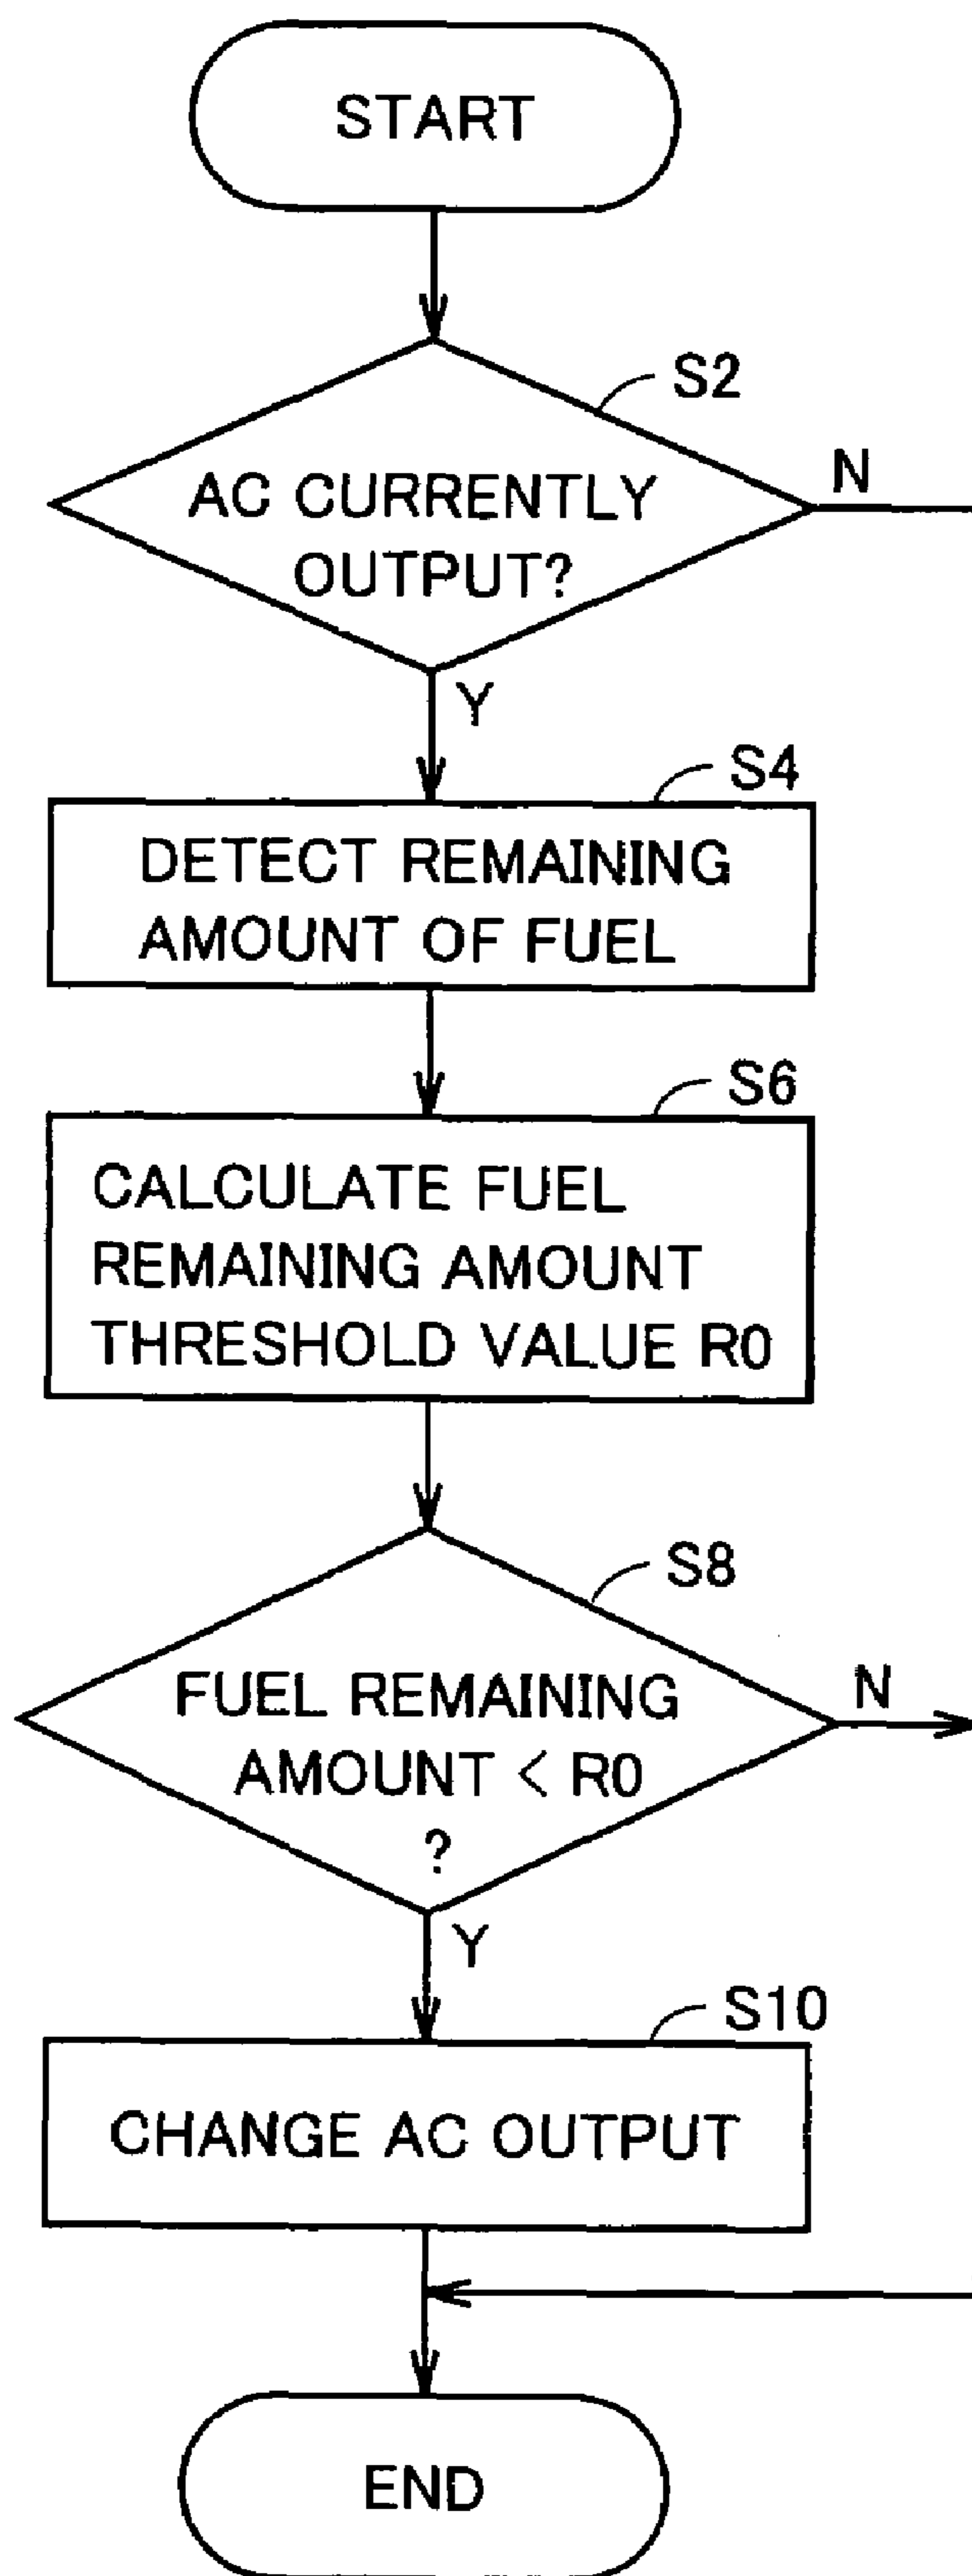 START
S2
AC CURRENTLY
OUTPUT?
N
Y
S4
DETECT REMAINING
AMOUNT OF FUEL
S6
CALCULATE FUEL
REMAINING AMOUNT
THRESHOLD VALUE R0
S8
FUEL REMAINING
AMOUNT < R0
?
N
Y
S10
CHANGE AC OUTPUT
END